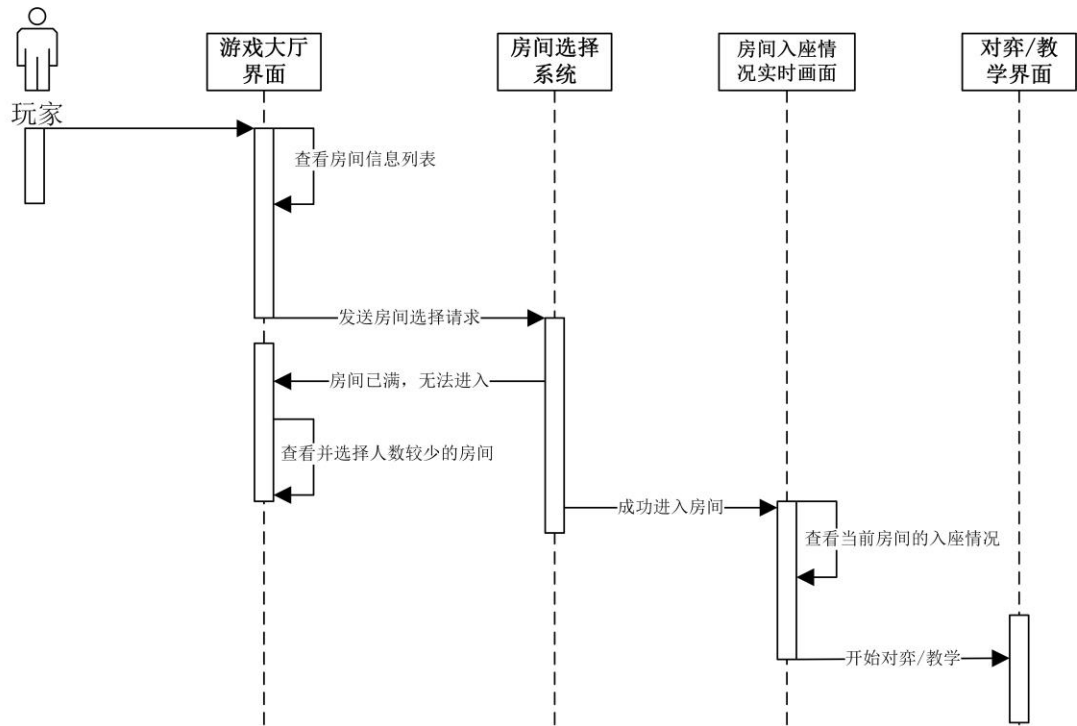 游戏大厅
界面
房间选择
系统
房间入座情
况实时画面
对弈/教
学界面
玩家
查看房间信息列表
发送房间选择请求
房间已满，无法进入
查看并选择人数较少的房间
成功进入房间
查看当前房间的入座情况
开始对弈/教学